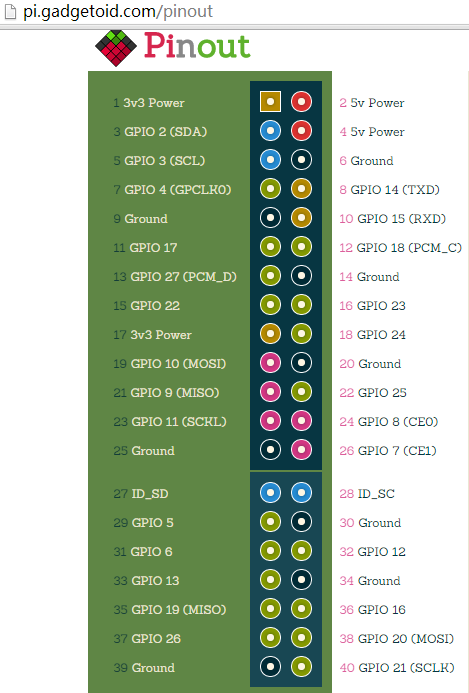 pi.gadgetoid.com/pinout
Pinout
1 3v3 Power 2 5v Power
3 GPIO 2 (SDA) 4 5v Power
5 GPIO 3 (SCL) 6 Ground
7 GPIO 4 (GPCLK0) 8 GPIO 14 (TXD)
9 Ground 10 GPIO 15 (RXD)
11 GPIO 17 12 GPIO 18 (PCM_C)
13 GPIO 27 (PCM_D) 14 Ground
15 GPIO 22 16 GPIO 23
17 3v3 Power 18 GPIO 24
19 GPIO 10 (MOSI) 20 Ground
21 GPIO 9 (MISO) 22 GPIO 25
23 GPIO 11 (SCKL) 24 GPIO 8 (CE0)
25 Ground 26 GPIO 7 (CE1)
27 ID_SD 28 ID_SC
29 GPIO 5 30 Ground
31 GPIO 6 32 GPIO 12
33 GPIO 13 34 Ground
35 GPIO 19 (MISO) 36 GPIO 16
37 GPIO 26 38 GPIO 20 (MOSI)
39 Ground 40 GPIO 21 (SCLK)